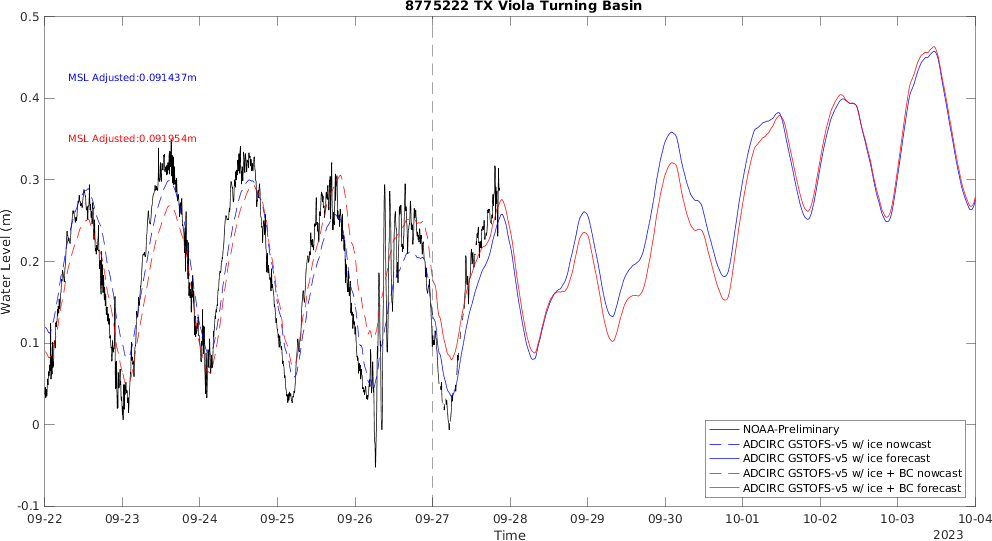 8775222 TX Viola Turning Basin
0.5
0.4
0.3
0.2
0.1
0
-0.1
Water Level (m)
MSL Adjusted:0.091437m
MSL Adjusted:0.091954m
NOAA-Preliminary
ADCIRC GSTOFS-v5 w/ ice nowcast
ADCIRC GSTOFS-v5 w/ ice forecast
ADCIRC GSTOFS-v5 w/ ice + BC nowcast
ADCIRC GSTOFS-v5 w/ ice + BC forecast
09-22 09-23 09-24 09-25 09-26 09-27 09-28 09-29 09-30 10-01 10-02 10-03 10-04
Time
2023